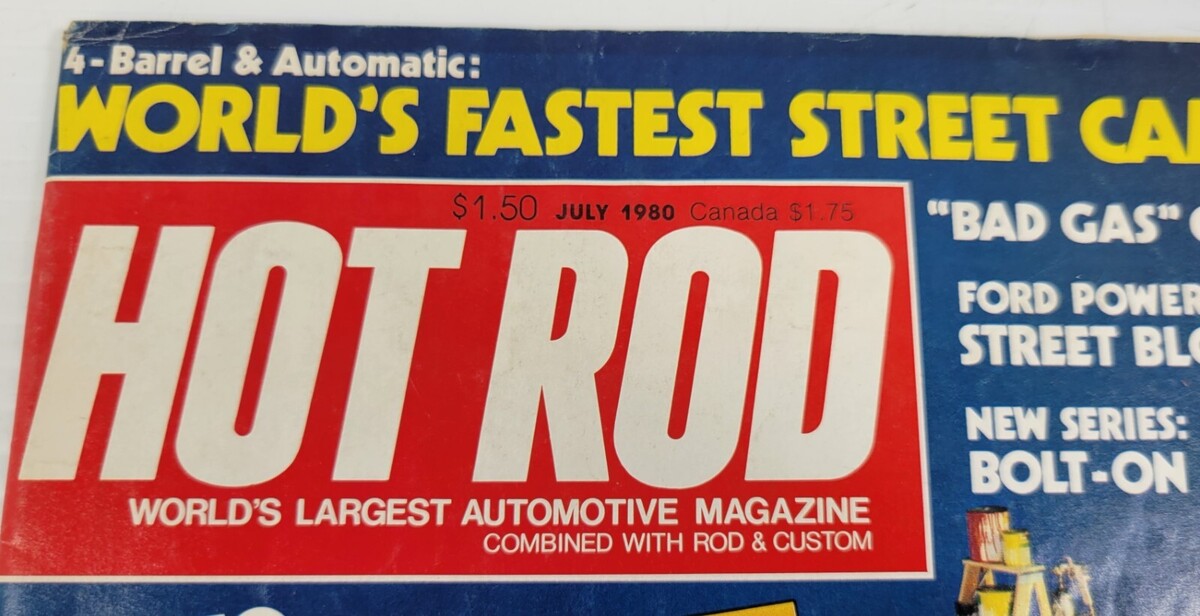 4-Barrel & Automatic:
WORLD'S FASTEST STREET
$1.50 JULY 1980 Canada $1.75
HOT ROD
WORLD'S LARGEST AUTOMOTIVE MAGAZINE
COMBINED WITH ROD & CUSTOM
"BAD GAS"
FORD POWER
STREET
NEW SERIES:
BOLT-ON